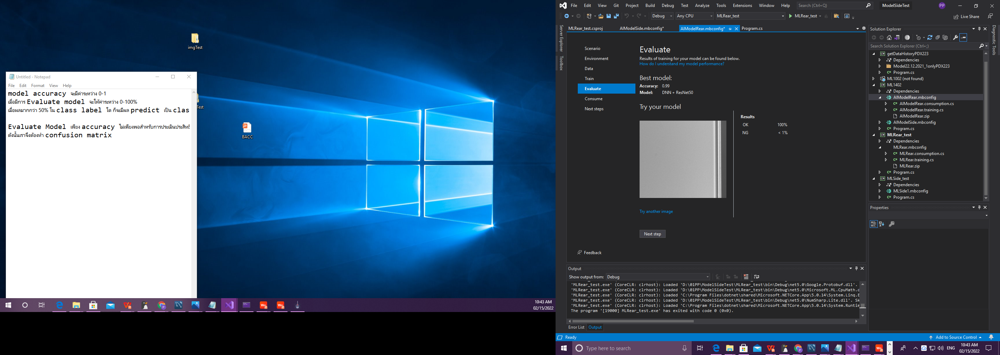 imgTest
Untitled - Notepad
File Edit Format View Help
model accuracy จะมีค่าระหว่าง 0-1
เมื่อมีการ Evaluate model จะให้ค่าระหว่าง 0-100%
เมื่อผลมากกว่า 50% ใน class label ใด ก็จะมีผล predict เป็น clas
Evaluate Model เพียง accuracy ไม่เพียงพอสำหรับการประเมินประสิทธิ
ดังนั้นเราจึงต้องทำ confusion matrix
Test
BACC
10:43 AM
02/15/2022
File Edit View Git Project Build Debug Test Analyze Tools Extensions Window Help Search (Ctrl+Q) ModelSideTest PP
Debug Any CPU MLRear_test MLRear_test Live Share
Server Explorer
Toolbox
MLRear_test.csproj AIModelSide.mbconfig* AIModelRear.mbconfig* Program.cs
Scenario
Environment
Data
Train
Evaluate
Consume
Next steps
Evaluate
Results of training for your model can be found below.
How do I understand my model performance?
Best model:
Accuracy: 0.99
Model: DNN + ResNet50
Try your model
Results
OK 100%
NG < 1%
Try another image
Next step
Feedback
Output
Show output from: Debug
'MLRear_test.exe' (CoreCLR: clrhost): Loaded 'D:\01PP\ModelSideTest\MLRear_test\bin\Debug\net5.0\Google.Protobuf.dll'.
'MLRear_test.exe' (CoreCLR: clrhost): Loaded 'D:\01PP\ModelSideTest\MLRear_test\bin\Debug\net5.0\Microsoft.ML.CpuMath.d
'MLRear_test.exe' (CoreCLR: clrhost): Loaded 'C:\Program Files\dotnet\shared\Microsoft.NETCore.App\5.0.14\System.Linq.E
'MLRear_test.exe' (CoreCLR: clrhost): Loaded 'D:\01PP\ModelSideTest\MLRear_test\bin\Debug\net5.0\NumSharp.Lite.dll'. Sk
'MLRear_test.exe' (CoreCLR: clrhost): Loaded 'C:\Program Files\dotnet\shared\Microsoft.NETCore.App\5.0.14\System.Runtim
The program '[19000] MLRear_test.exe' has exited with code 0 (0x0).
Error List Output
Solution Explorer
Search Solution Explorer (Ctrl+;)
getDataHistoryPDX223
Dependencies
Model22.12.2021_1onlyPDX223
Program.cs
ML1002 (not found)
ML1402
Dependencies
AIModelRear.mbconfig
AIModelRear.consumption.cs
AIModelRear.training.cs
AIModelRear.zip
AIModelSide.mbconfig
Program.cs
MLRear_test
Dependencies
MLRear.mbconfig
MLRear.consumption.cs
MLRear.training.cs
MLRear.zip
Program.cs
MLSide_test
Dependencies
MLSide1.mbconfig
Program.cs
Properties
Diagnostic Tools
Ready Add to Source Control
Type here to search
ENG
10:43 AM
02/15/2022